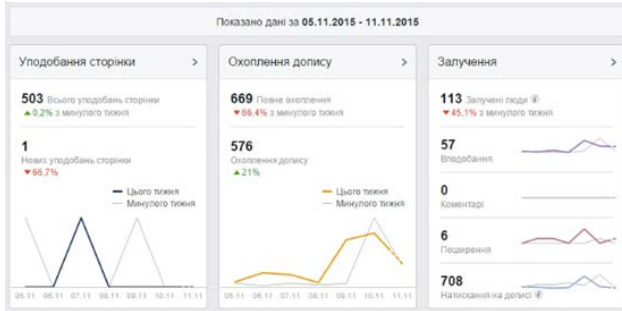 Показано дані за 05.11.2015 - 11.11.2015
Уподобання сторінки >
503 Всього уподобань сторінки
▲0,2% з минулого тижня
1
Нових уподобань сторінки
▼66,7%
Цього тижня
Минулого тижня
05.11 06.11 07.11 08.11 09.11 10.11 11.11
Охоплення допису >
669 Повне охоплення
▼66,4% з минулого тижня
576
Охоплення допису
▲21%
Цього тижня
Минулого тижня
05.11 06.11 07.11 08.11 09.11 10.11 11.11
Залучення >
113 Залучені люди
▼45,1% з минулого тижня
57
Вподобання
0
Коментарі
6
Поширення
708
Натискання на дописі